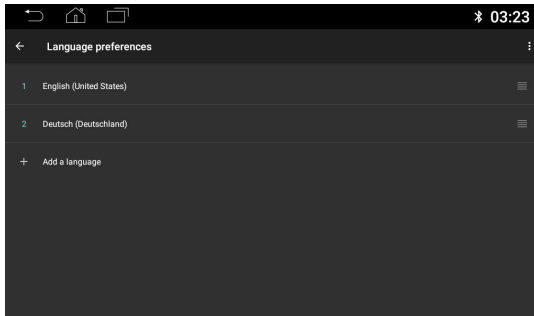 03:23
Language preferences
1 English (United States)
2 Deutsch (Deutschland)
+ Add a language